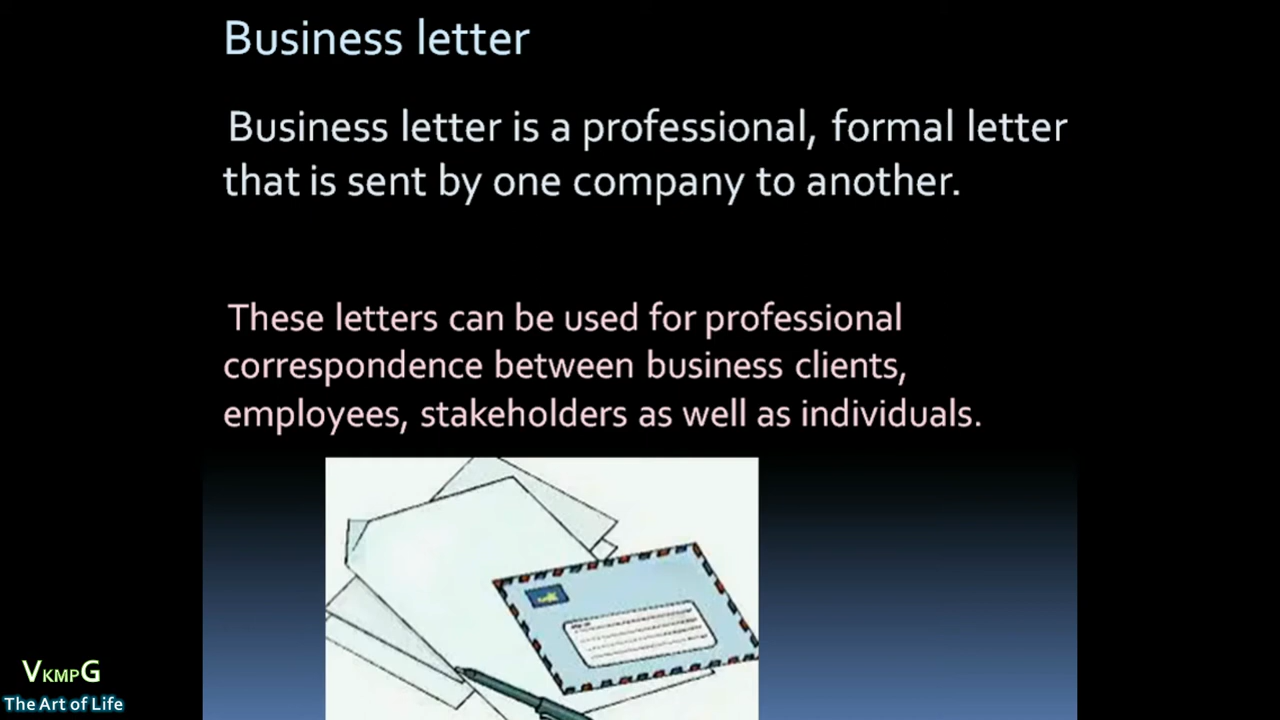 Business letter
Business letter is a professional, formal letter
that is sent by one company to another.
These letters can be used for professional
correspondence between business clients,
employees, stakeholders as well as individuals.
VKMPG
The Art of Life